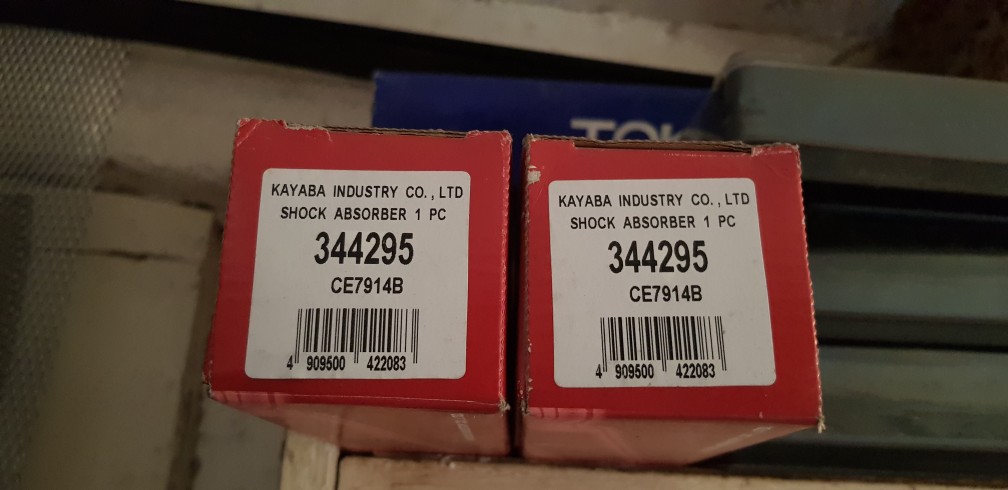 TOK
KAYABA INDUSTRY CO., LTD
SHOCK ABSORBER 1 PC
344295
CE7914B
4 909500 422083
KAYABA INDUSTRY CO., LTD
SHOCK ABSORBER 1 PC
344295
CE7914B
4 909500 422083